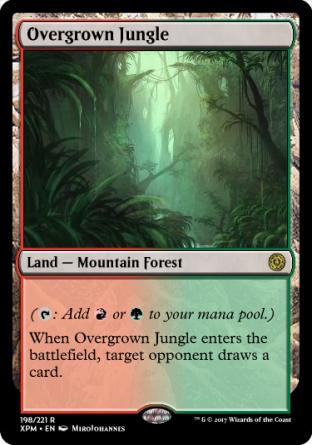 Overgrown Jungle
Land — Mountain Forest
( : Add or to your mana pool.)
When Overgrown Jungle enters the
battlefield, target opponent draws a
card.
198/221 R
XPM • EN MiroJohannes
™ & © 2017 Wizards of the Coast